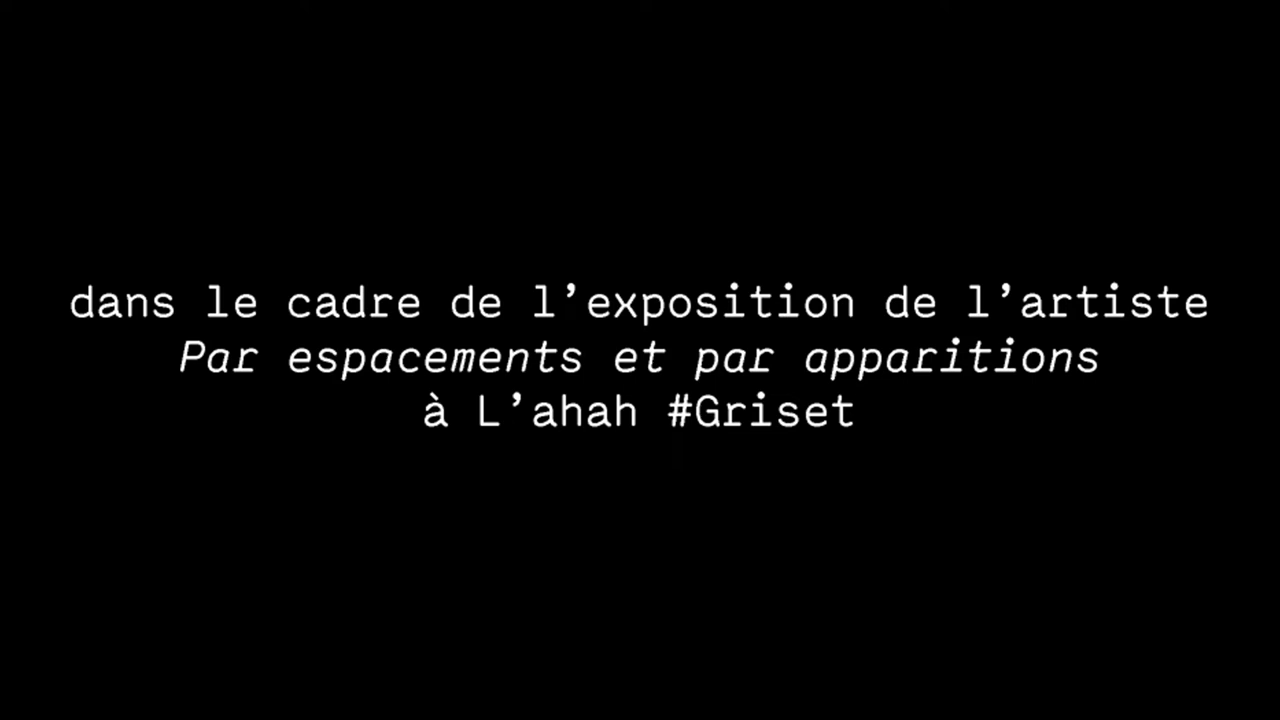 dans le cadre de l’exposition de l’artiste
Par espacements et par apparitions
à L’ahah #Griset